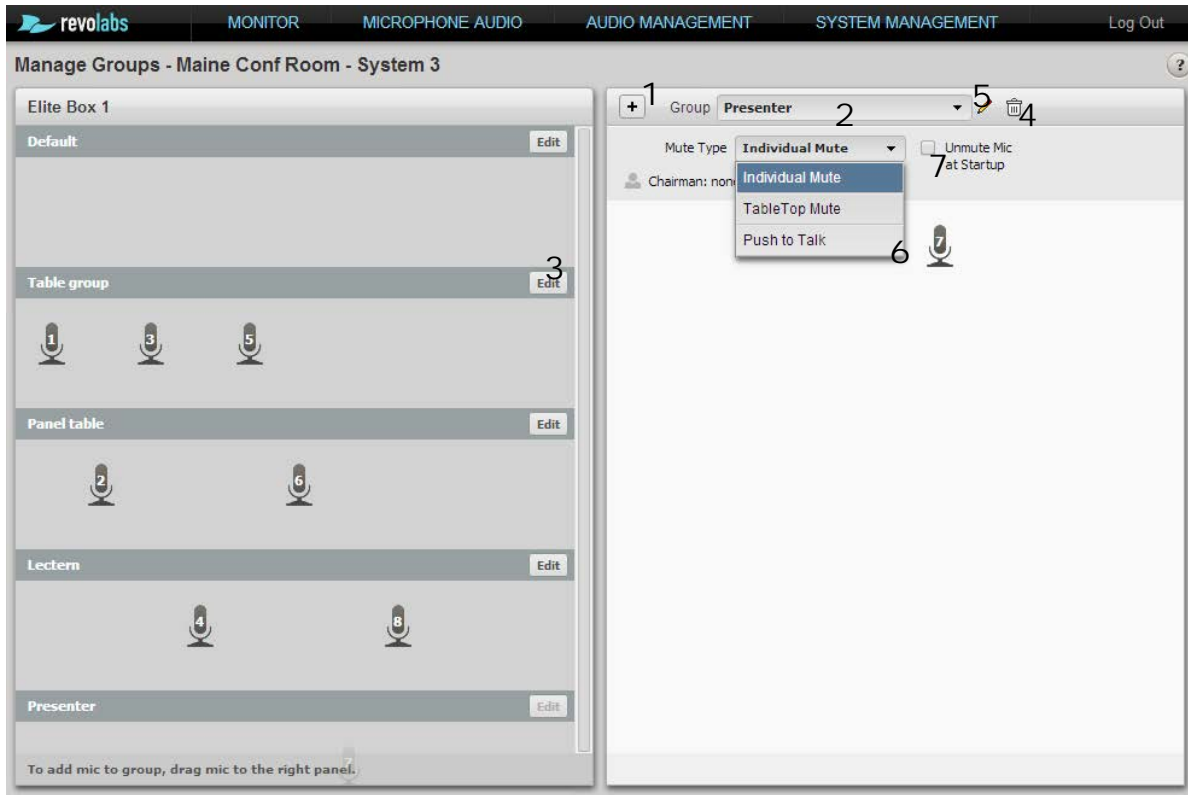 revolabs MONITOR MICROPHONE AUDIO AUDIO MANAGEMENT SYSTEM MANAGEMENT Log Out
Manage Groups - Maine Conf Room - System 3 ?
Elite Box 1
Default Edit
Table group Edit
3
1 3 5
Panel table Edit
2 6
Lectern Edit
4 8
Presenter Edit
To add mic to group, drag mic to the right panel.
+ 1 Group Presenter 2 5 4
Mute Type Individual Mute Unmute Mic
at Startup
7
Chairman: none
Individual Mute
TableTop Mute
Push to Talk
6 7